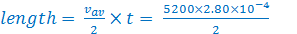 length = v_av/2 × t = 5200×2.80×10⁻⁴/2